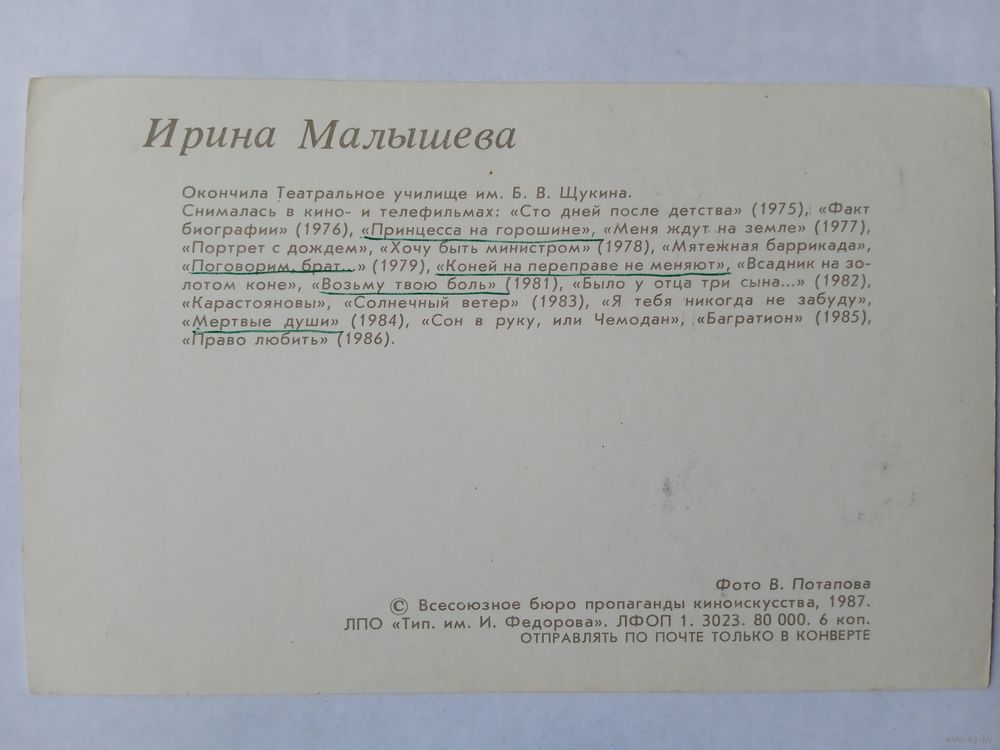 Ирина Малышева
Окончила Театральное училище им. Б. В. Щукина.
Снималась в кино- и телефильмах: «Сто дней после детства» (1975), «Факт
биографии» (1976), «Принцесса на горошине», «Меня ждут на земле» (1977),
«Портрет с дождем», «Хочу быть министром» (1978), «Мятежная баррикада»,
«Поговорим, брат...» (1979), «Коней на переправе не меняют», «Всадник на зо-
лотом коне», «Возьму твою боль» (1981), «Было у отца три сына...» (1982),
«Карастояновы», «Солнечный ветер» (1983), «Я тебя никогда не забуду»,
«Мертвые души» (1984), «Сон в руку, или Чемодан», «Багратион» (1985),
«Право любить» (1986).
Фото В. Потапова
© Всесоюзное бюро пропаганды киноискусства, 1987.
ЛПО «Тип. им. И. Федорова». ЛФОП 1. 3023. 80 000. 6 коп.
ОТПРАВЛЯТЬ ПО ПОЧТЕ ТОЛЬКО В КОНВЕРТЕ
www.ay.by